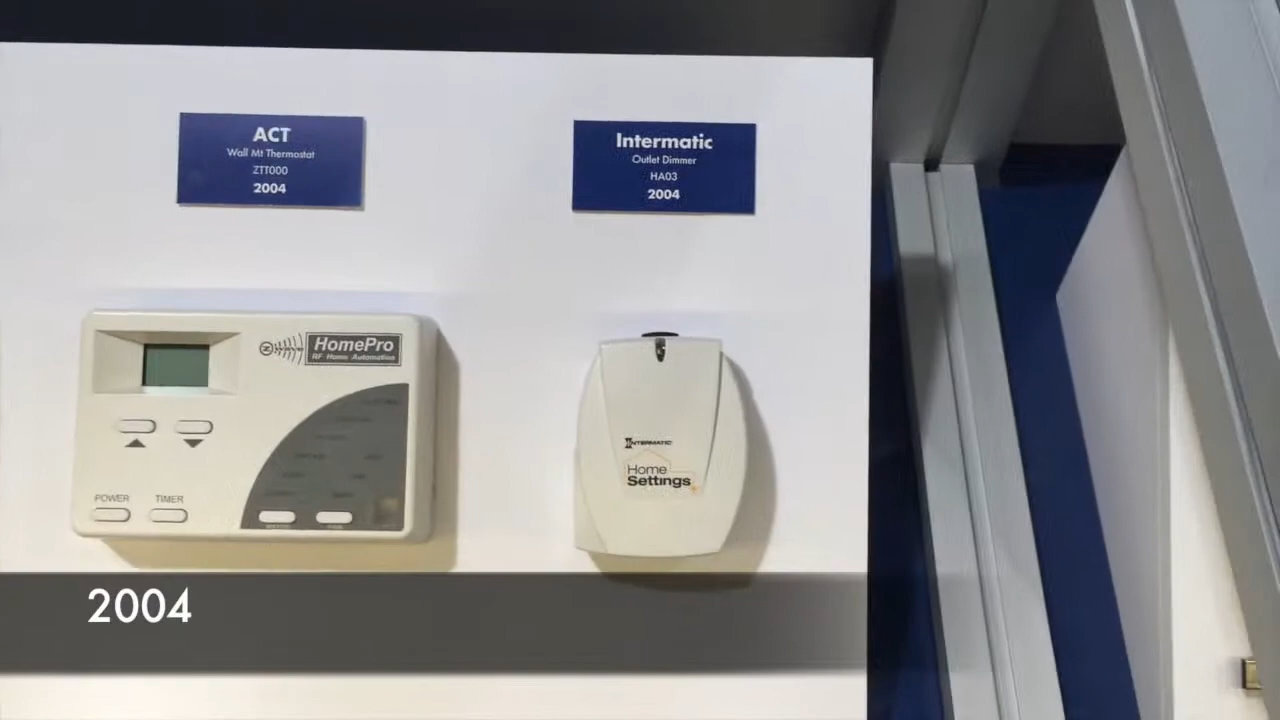 ACT
Wall Mt Thermostat
ZTT000
2004
Intermatic
Outlet Dimmer
HA03
2004
HomePro
RF Home Automation
POWER
TIMER
INTERMATIC
Home
Settings
2004